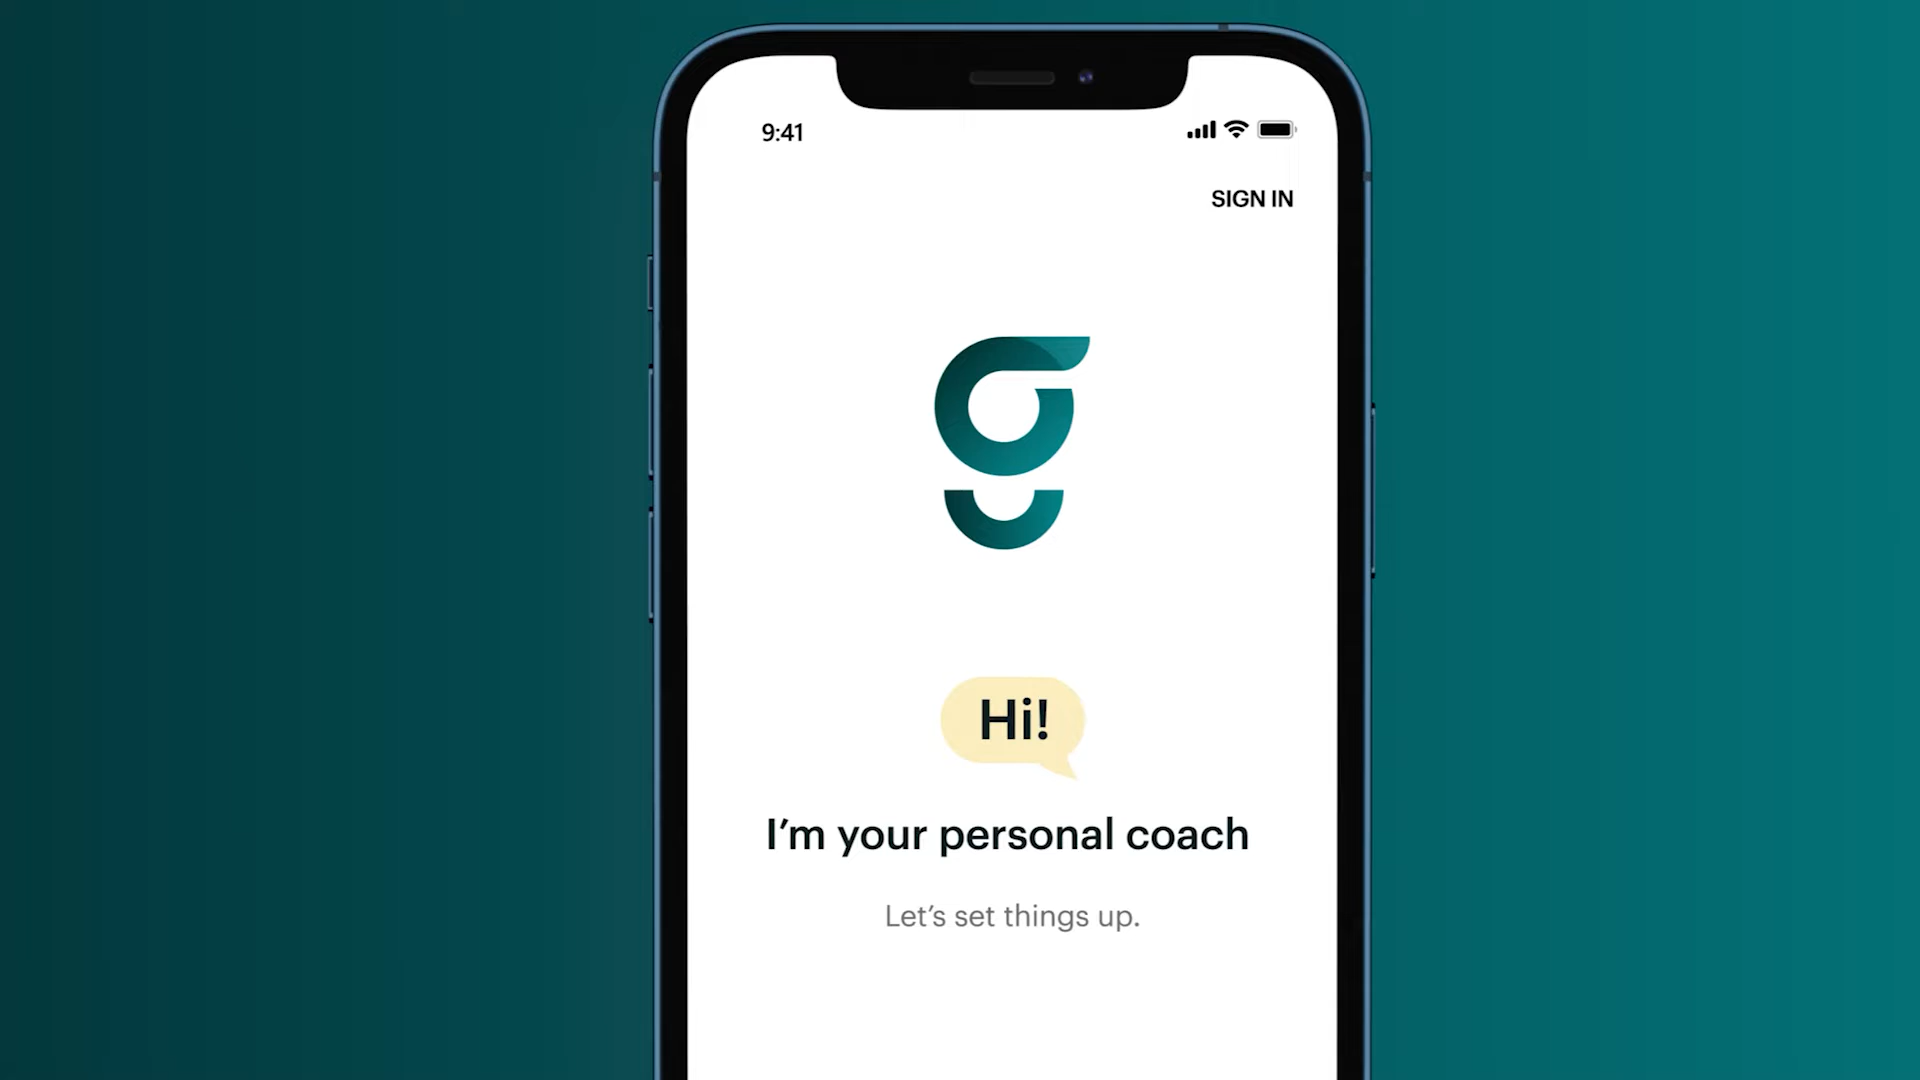 9:41
SIGN IN
Hi!
I’m your personal coach
Let’s set things up.